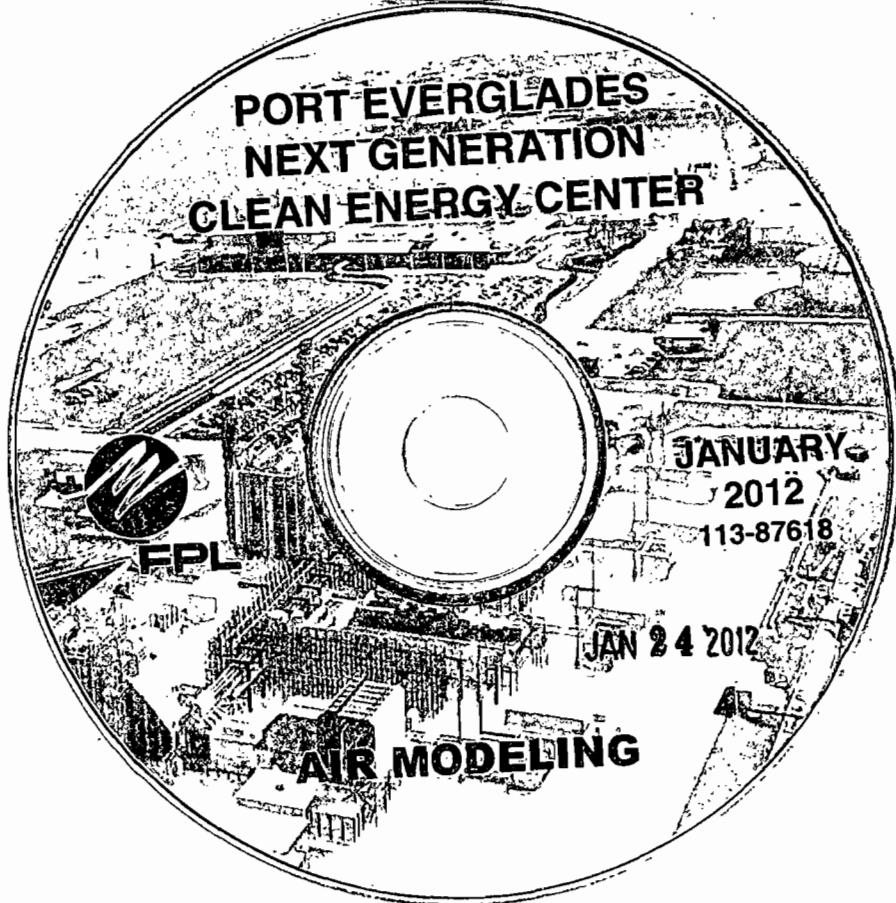 PORT EVERGLADES
NEXT GENERATION
CLEAN ENERGY CENTER
JANUARY
2012
113-87618
FPL
JAN 24 2012
AIR MODELING